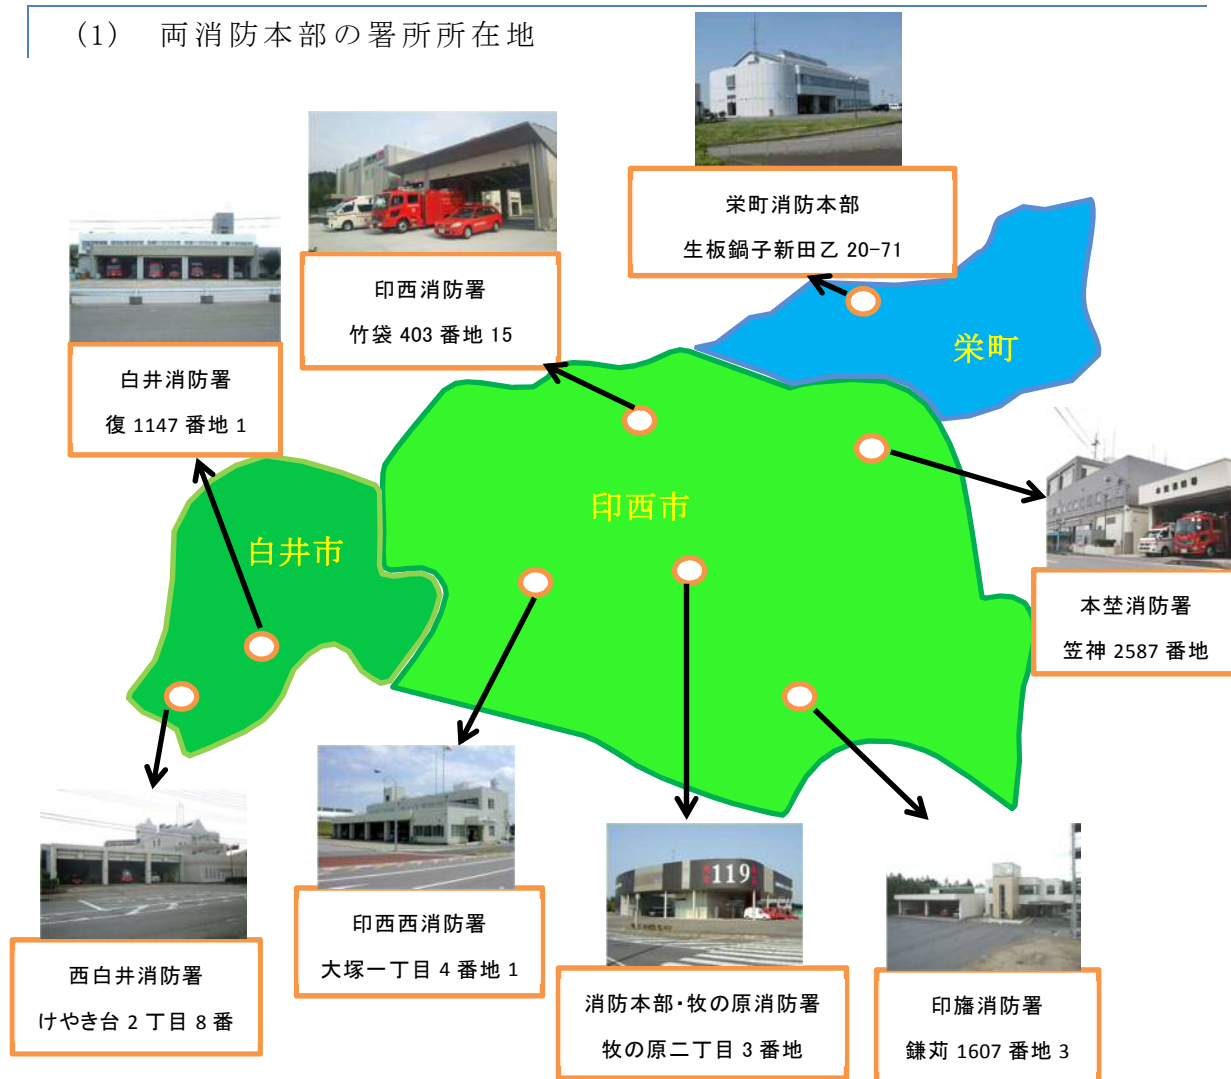 (1) 両消防本部の署所所在地
栄町消防本部
生板鍋子新田乙 20-71
印西消防署
竹袋 403 番地 15
白井消防署
復 1147 番地 1
栄町
印西市
白井市
本埜消防署
本埜消防署
笠神 2587 番地
119
西白井消防署
けやき台 2 丁目 8 番
印西西消防署
大塚一丁目 4 番地 1
消防本部・牧の原消防署
牧の原二丁目 3 番地
印旛消防署
鎌苅 1607 番地 3